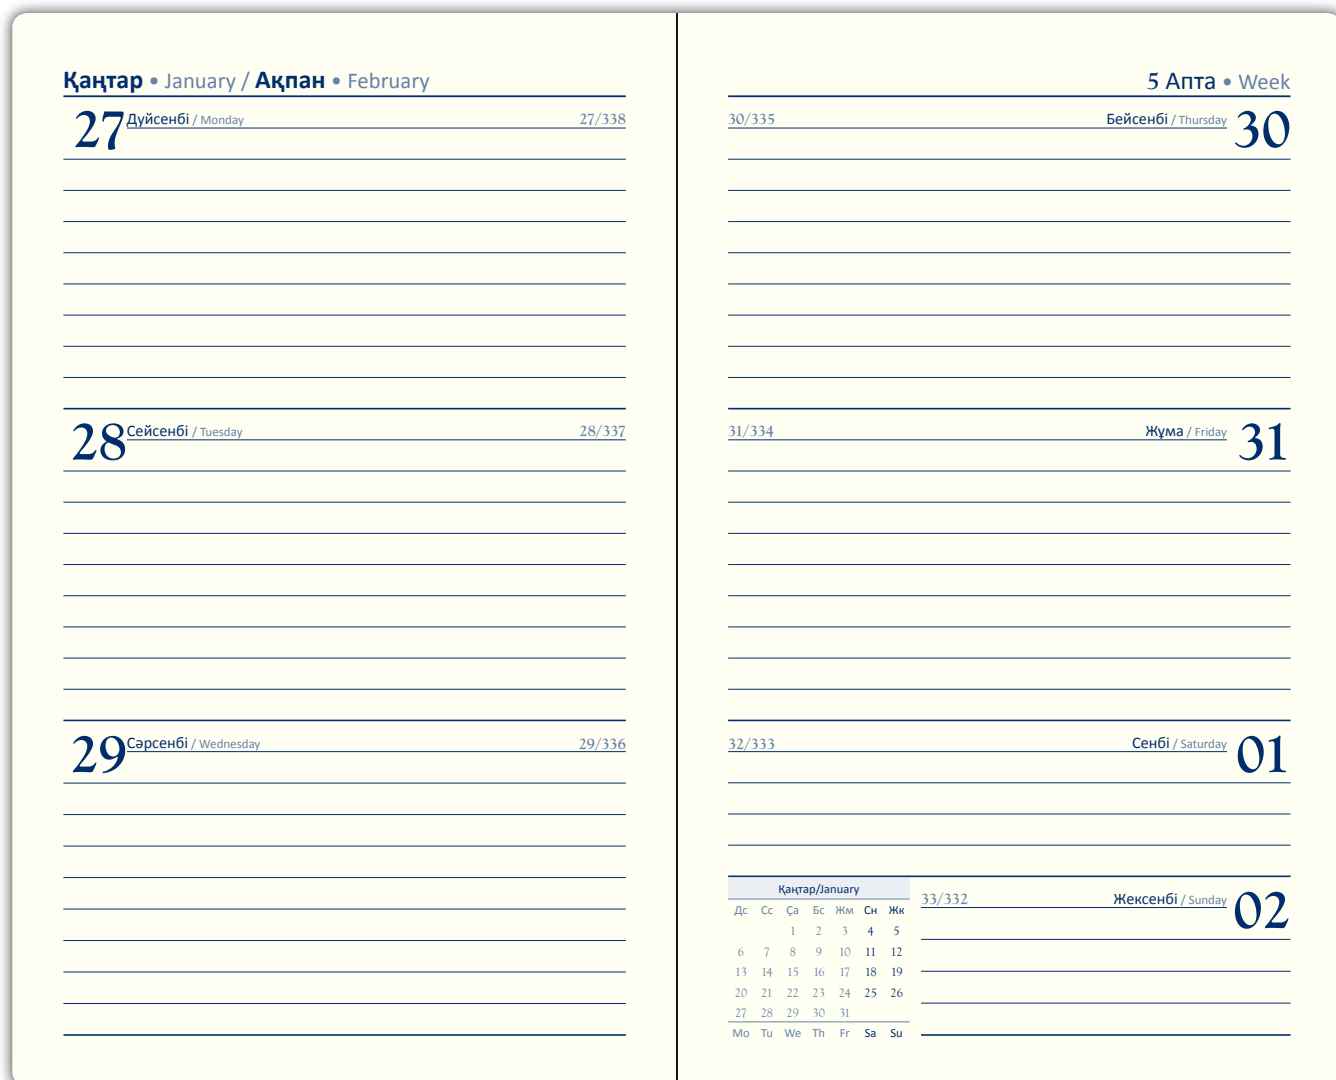 Қаңтар • January / Ақпан • February
27 Дүйсенбі / Monday 27/338
28 Сейсенбі / Tuesday 28/337
29 Сәрсенбі / Wednesday 29/336
5 Апта • Week
30/335 Бейсенбі / Thursday 30
31/334 Жұма / Friday 31
32/333 Сенбі / Saturday 01
33/332 Жексенбі / Sunday 02
Қаңтар/January
Дс Сс Ça Бс Жм Сн Жк
1 2 3 4 5
6 7 8 9 10 11 12
13 14 15 16 17 18 19
20 21 22 23 24 25 26
27 28 29 30 31
Mo Tu We Th Fr Sa Su